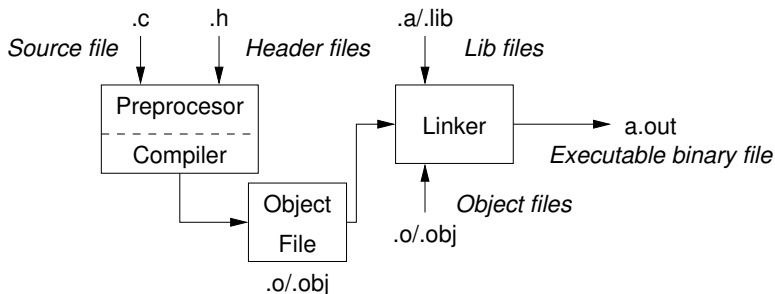 .c
.h
.a/.lib
Source file
Header files
Lib files
Preprocesor
Compiler
Linker
a.out
Executable binary file
Object
File
.o/.obj
Object files
.o/.obj